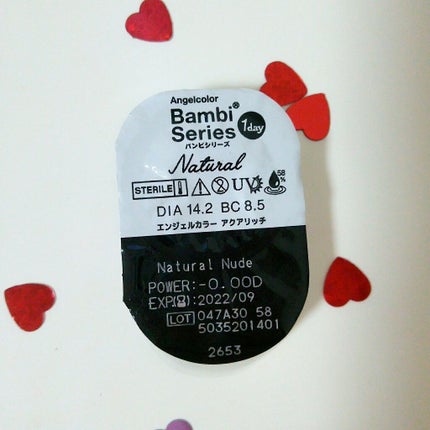 Angelcolor
Bambi®
Series 1day
バンビシリーズ
Natural
STERILE UV 58%
DIA 14.2 BC 8.5
エンジェルカラー アクアリッチ
Natural Nude
POWER:-0.00D
EXP: 2022/09
LOT 047A30 58
5035201401
2653